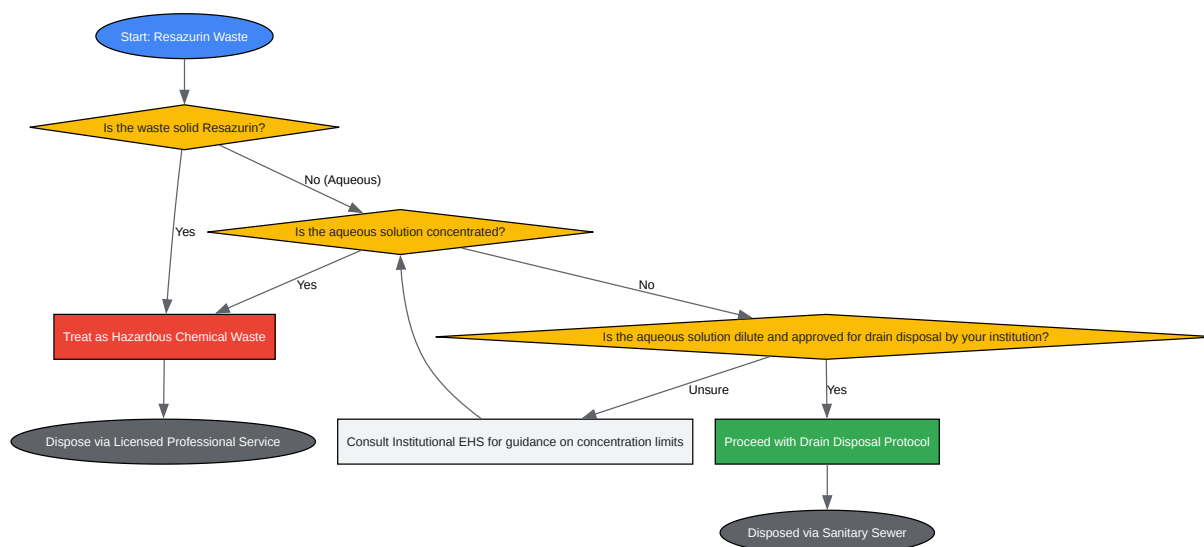 Start: Resazurin Waste
Is the waste solid Resazurin?
No (Aqueous)
Yes
Is the aqueous solution concentrated?
Yes
No
Treat as Hazardous Chemical Waste
Is the aqueous solution dilute and approved for drain disposal by your institution?
Unsure
Yes
Dispose via Licensed Professional Service
Consult Institutional EHS for guidance on concentration limits
Proceed with Drain Disposal Protocol
Disposed via Sanitary Sewer